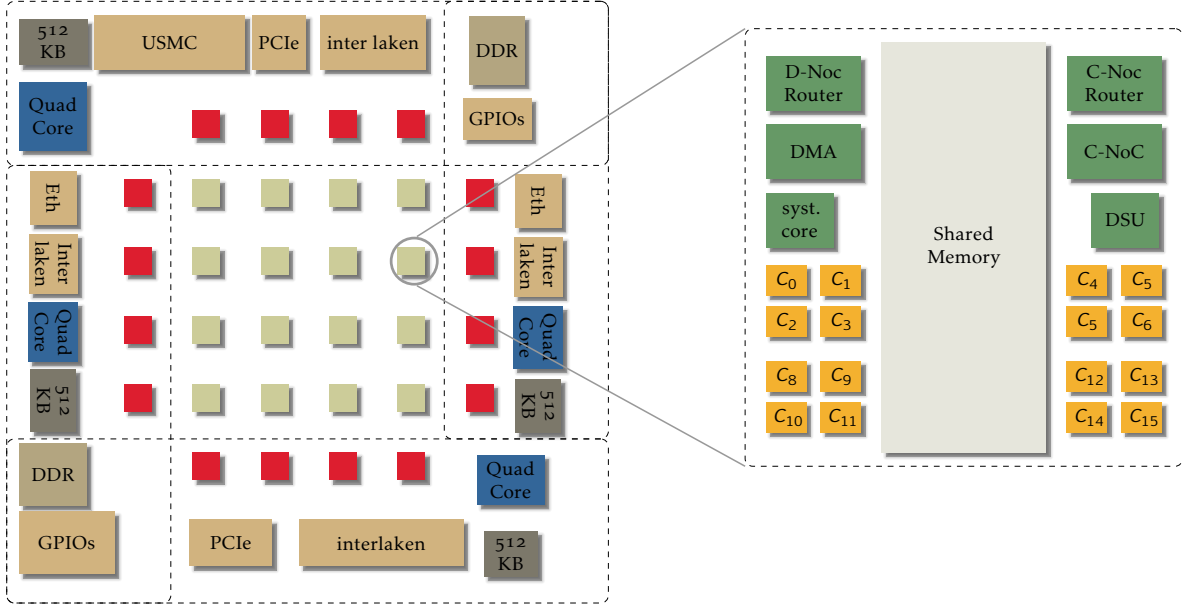 512
KB
USMC
PCIe
inter laken
DDR
Quad
Core
GPIOs
Eth
Inter
laken
Quad
Core
512
KB
Eth
Inter
laken
Quad
Core
512
KB
DDR
GPIOs
PCIe
interlaken
Quad
Core
512
KB
D-Noc
Router
DMA
syst.
core
C0
C1
C2
C3
C8
C9
C10
C11
Shared
Memory
C-Noc
Router
C-NoC
DSU
C4
C5
C5
C6
C12
C13
C14
C15